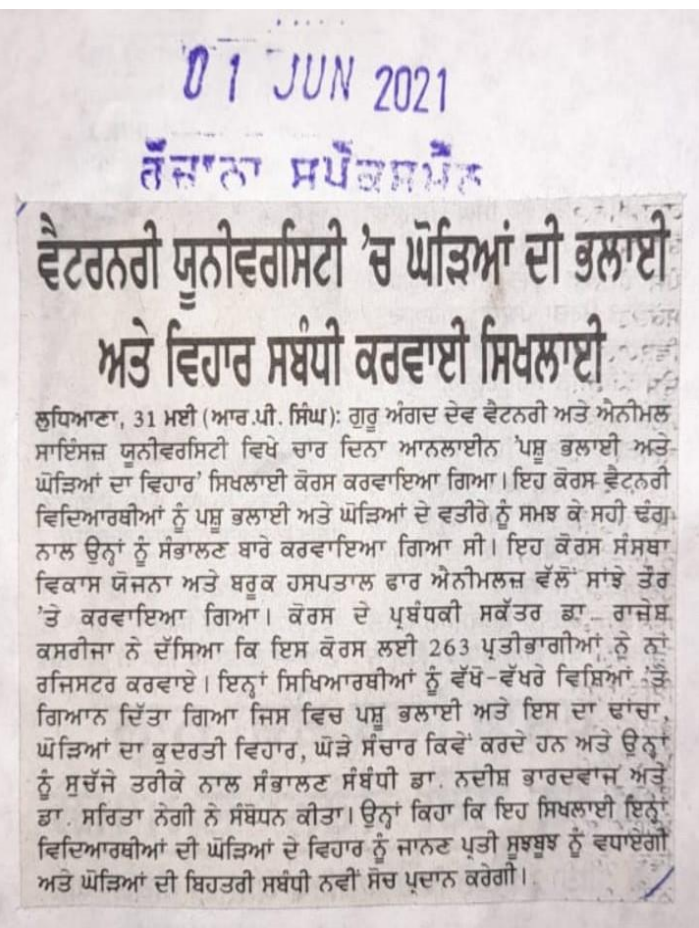 01 JUN 2021
ਰੋਜ਼ਾਨਾ ਸਪੋਕਸਮੈਨ
ਵੈਟਰਨਰੀ ਯੂਨੀਵਰਸਿਟੀ 'ਚ ਘੋੜਿਆਂ ਦੀ ਭਲਾਈ
ਅਤੇ ਵਿਹਾਰ ਸਬੰਧੀ ਕਰਵਾਈ ਸਿਖਲਾਈ
ਲੁਧਿਆਣਾ, 31 ਮਈ (ਆਰ.ਪੀ. ਸਿੰਘ): ਗੁਰੂ ਅੰਗਦ ਦੇਵ ਵੈਟਨਰੀ ਅਤੇ ਐਨੀਮਲ
ਸਾਇੰਸਜ਼ ਯੂਨੀਵਰਸਿਟੀ ਵਿਖੇ ਚਾਰ ਦਿਨਾ ਆਨਲਾਈਨ 'ਪਸ਼ੂ ਭਲਾਈ ਅਤੇ
ਘੋੜਿਆਂ ਦਾ ਵਿਹਾਰ' ਸਿਖਲਾਈ ਕੋਰਸ ਕਰਵਾਇਆ ਗਿਆ। ਇਹ ਕੋਰਸ ਵੈਟਨਰੀ
ਵਿਦਿਆਰਥੀਆਂ ਨੂੰ ਪਸ਼ੂ ਭਲਾਈ ਅਤੇ ਘੋੜਿਆਂ ਦੇ ਵਤੀਰੇ ਨੂੰ ਸਮਝ ਕੇ ਸਹੀ ਢੰਗ
ਨਾਲ ਉਨ੍ਹਾਂ ਨੂੰ ਸੰਭਾਲਣ ਬਾਰੇ ਕਰਵਾਇਆ ਗਿਆ ਸੀ। ਇਹ ਕੋਰਸ ਸੰਸਥਾ
ਵਿਕਾਸ ਯੋਜਨਾ ਅਤੇ ਬਰੂਕ ਹਸਪਤਾਲ ਫਾਰ ਐਨੀਮਲਜ਼ ਵੱਲੋਂ ਸਾਂਝੇ ਤੌਰ
'ਤੇ ਕਰਵਾਇਆ ਗਿਆ। ਕੋਰਸ ਦੇ ਪ੍ਰਬੰਧਕੀ ਸਕੱਤਰ ਡਾ. ਰਾਜੇਸ਼
ਕਸਰੀਜਾ ਨੇ ਦੱਸਿਆ ਕਿ ਇਸ ਕੋਰਸ ਲਈ 263 ਪ੍ਰਤੀਭਾਗੀਆਂ ਨੇ ਨਾਂ
ਰਜਿਸਟਰ ਕਰਵਾਏ। ਇਨ੍ਹਾਂ ਸਿਖਿਆਰਥੀਆਂ ਨੂੰ ਵੱਖੋ-ਵੱਖਰੇ ਵਿਸ਼ਿਆਂ 'ਤੇ
ਗਿਆਨ ਦਿੱਤਾ ਗਿਆ ਜਿਸ ਵਿਚ ਪਸ਼ੂ ਭਲਾਈ ਅਤੇ ਇਸ ਦਾ ਢਾਂਚਾ,
ਘੋੜਿਆਂ ਦਾ ਕੁਦਰਤੀ ਵਿਹਾਰ, ਘੋੜੇ ਸੰਚਾਰ ਕਿਵੇਂ ਕਰਦੇ ਹਨ ਅਤੇ ਉਨ੍ਹਾਂ
ਨੂੰ ਸੁਚੱਜੇ ਤਰੀਕੇ ਨਾਲ ਸੰਭਾਲਣ ਸੰਬੰਧੀ ਡਾ. ਨਦੀਸ਼ ਭਾਰਦਵਾਜ ਅਤੇ
ਡਾ. ਸਰਿਤਾ ਨੇਗੀ ਨੇ ਸੰਬੋਧਨ ਕੀਤਾ। ਉਨ੍ਹਾਂ ਕਿਹਾ ਕਿ ਇਹ ਸਿਖਲਾਈ ਇਨ੍ਹਾਂ
ਵਿਦਿਆਰਥੀਆਂ ਦੀ ਘੋੜਿਆਂ ਦੇ ਵਿਹਾਰ ਨੂੰ ਜਾਨਣ ਪ੍ਰਤੀ ਸੂਝਬੂਝ ਨੂੰ ਵਧਾਏਗੀ
ਅਤੇ ਘੋੜਿਆਂ ਦੀ ਬਿਹਤਰੀ ਸਬੰਧੀ ਨਵੀਂ ਸੋਚ ਪ੍ਰਦਾਨ ਕਰੇਗੀ।